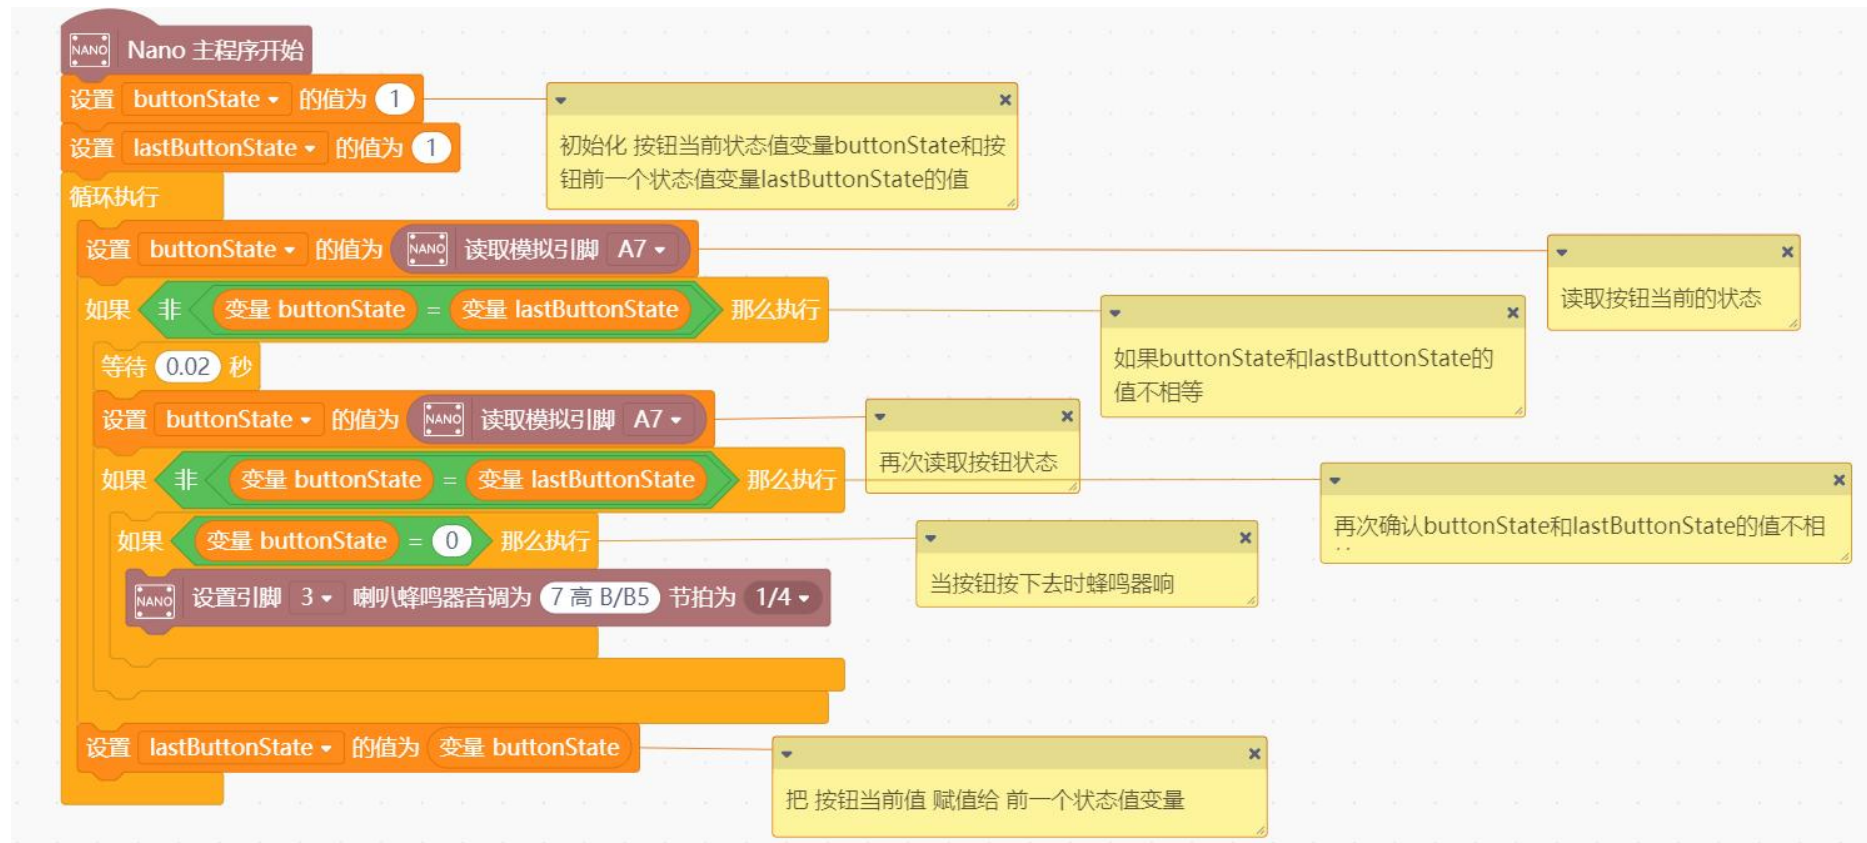 NANO Nano 主程序开始
设置 buttonState 的值为 1
设置 lastButtonState 的值为 1
初始化 按钮当前状态值变量buttonState和按
钮前一个状态值变量lastButtonState的值
循环执行
设置 buttonState 的值为 NANO 读取模拟引脚 A7
读取按钮当前的状态
如果 非 变量 buttonState = 变量 lastButtonState 那么执行
如果buttonState和lastButtonState的
值不相等
等待 0.02 秒
设置 buttonState 的值为 NANO 读取模拟引脚 A7
再次读取按钮状态
如果 非 变量 buttonState = 变量 lastButtonState 那么执行
再次确认buttonState和lastButtonState的值不相
如果 变量 buttonState = 0 那么执行
当按钮按下去时蜂鸣器响
NANO 设置引脚 3 喇叭蜂鸣器音调为 7 高 B/B5 节拍为 1/4
设置 lastButtonState 的值为 变量 buttonState
把 按钮当前值 赋值给 前一个状态值变量